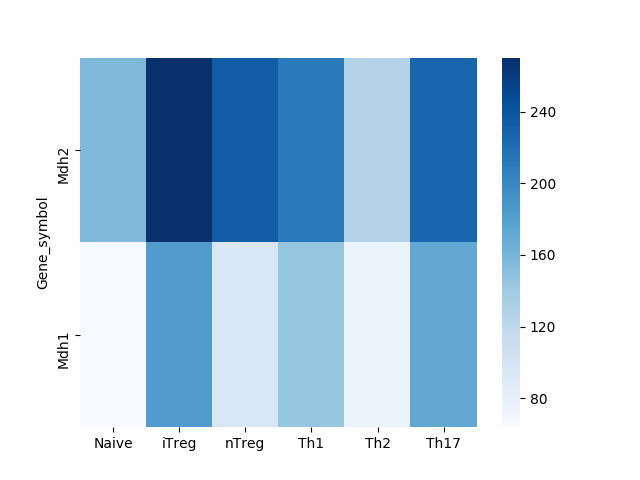 Gene_symbol
Mdh2
Mdh1
Naive iTreg nTreg Th1 Th2 Th17
240
200
160
120
80